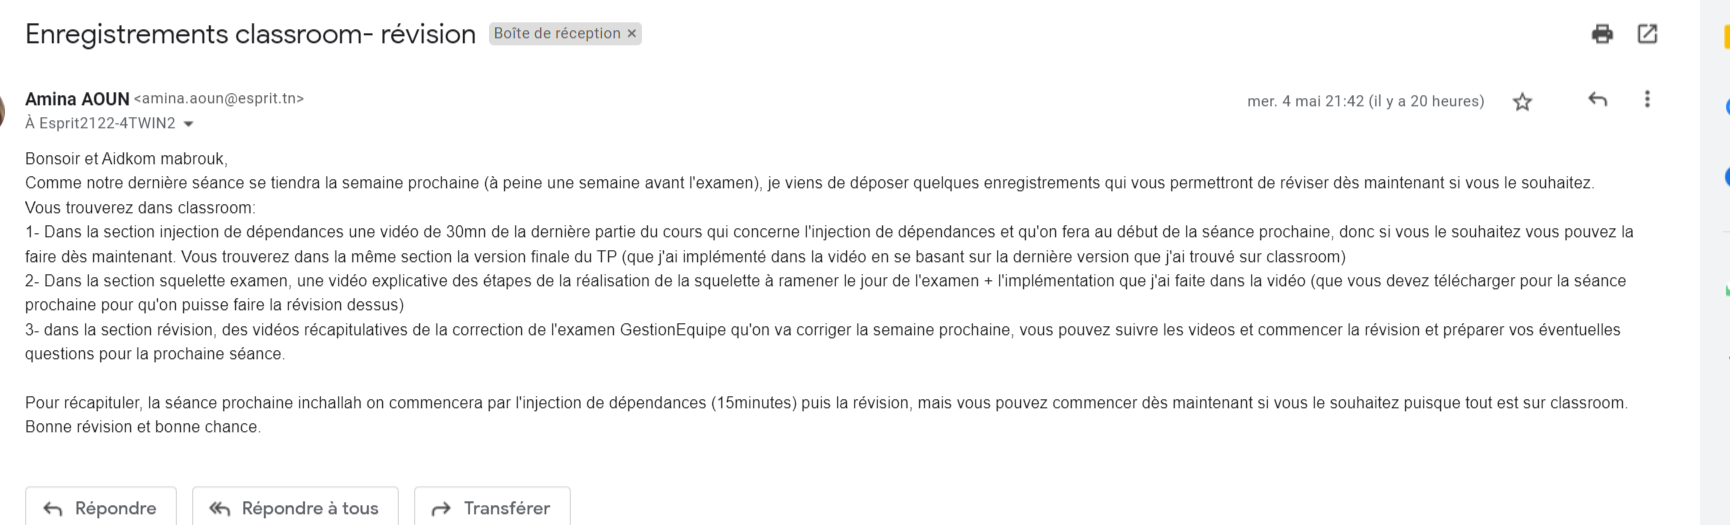 Enregistrements classroom- révision Boîte de réception ×
Amina AOUN <amina.aoun@esprit.tn>
mer. 4 mai 21:42 (il y a 20 heures)
À Esprit2122-4TWIN2
Bonsoir et Aidkom mabrouk,
Comme notre dernière séance se tiendra la semaine prochaine (à peine une semaine avant l'examen), je viens de déposer quelques enregistrements qui vous permettront de réviser dès maintenant si vous le souhaitez.
Vous trouverez dans classroom:
1- Dans la section injection de dépendances une vidéo de 30mn de la dernière partie du cours qui concerne l'injection de dépendances et qu'on fera au début de la séance prochaine, donc si vous le souhaitez vous pouvez la
faire dès maintenant. Vous trouverez dans la même section la version finale du TP (que j'ai implémenté dans la vidéo en se basant sur la dernière version que j'ai trouvé sur classroom)
2- Dans la section squelette examen, une vidéo explicative des étapes de la réalisation de la squelette à ramener le jour de l'examen + l'implémentation que j'ai faite dans la vidéo (que vous devez télécharger pour la séance
prochaine pour qu'on puisse faire la révision dessus)
3- dans la section révision, des vidéos récapitulatives de la correction de l'examen GestionEquipe qu'on va corriger la semaine prochaine, vous pouvez suivre les videos et commencer la révision et préparer vos éventuelles
questions pour la prochaine séance.
Pour récapituler, la séance prochaine inchallah on commencera par l'injection de dépendances (15minutes) puis la révision, mais vous pouvez commencer dès maintenant si vous le souhaitez puisque tout est sur classroom.
Bonne révision et bonne chance.
Répondre Répondre à tous Transférer